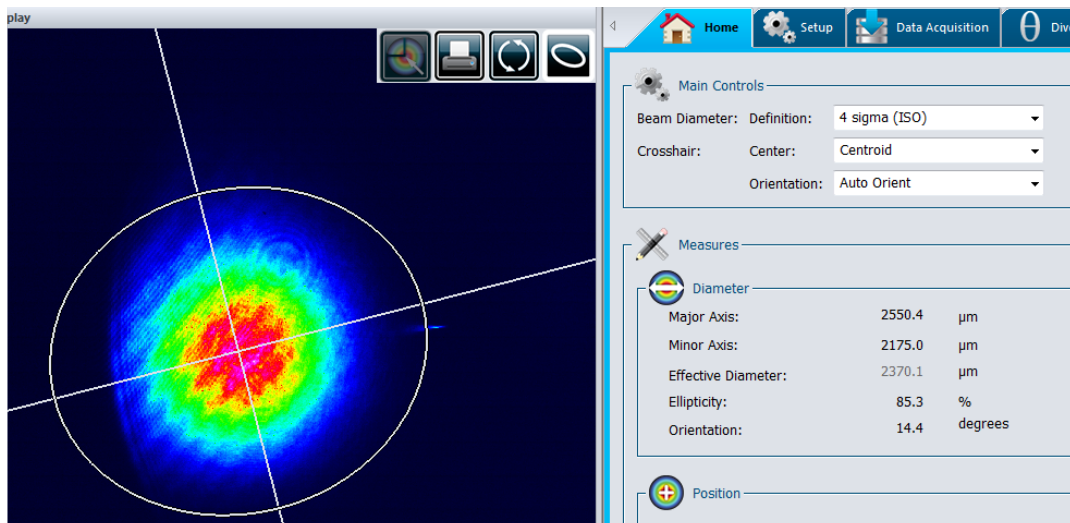 play
Home
Setup
Data Acquisition
θ Dive
Main Controls
Beam Diameter: Definition: 4 sigma (ISO)
Crosshair: Center: Centroid
Orientation: Auto Orient
Measures
Diameter
Major Axis: 2550.4 µm
Minor Axis: 2175.0 µm
Effective Diameter: 2370.1 µm
Ellipticity: 85.3 %
Orientation: 14.4 degrees
Position